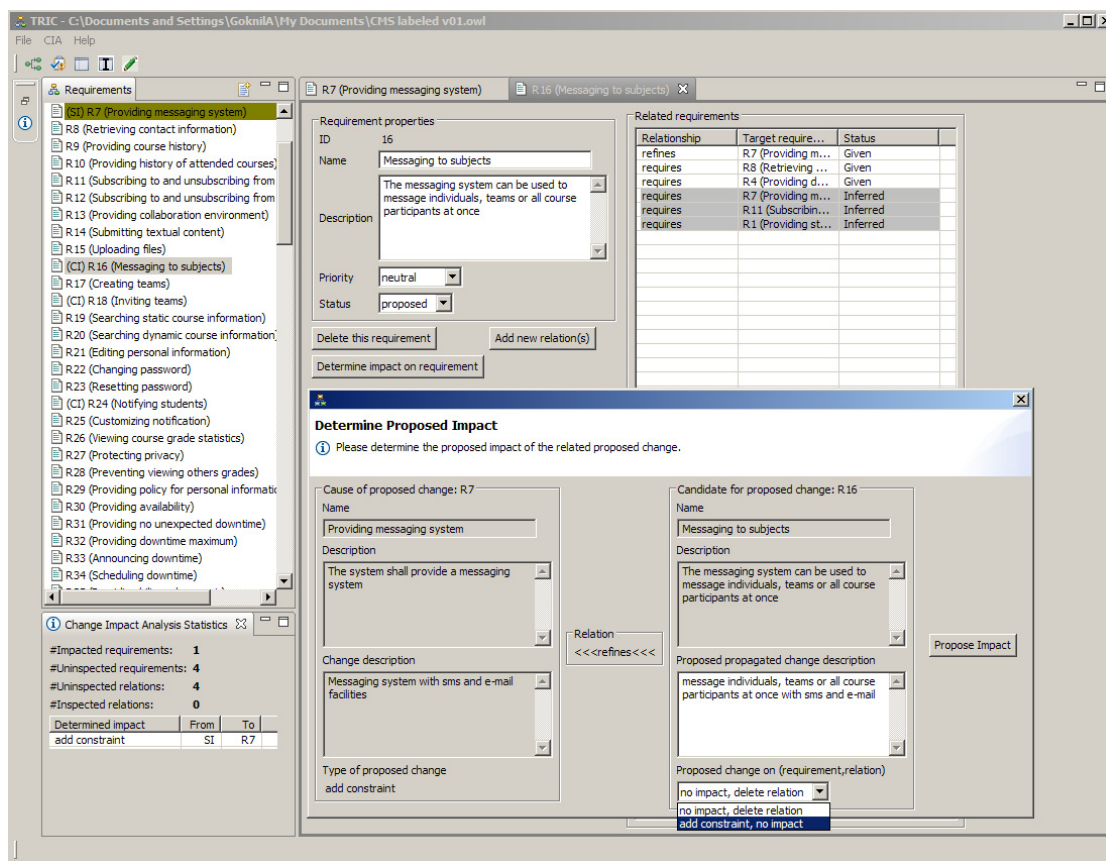 TRIC - C:\Documents and Settings\GoknilA\My Documents\CMS labeled v01.owl
File CIA Help
Requirements
(SI) R7 (Providing messaging system)
R8 (Retrieving contact information)
R9 (Providing course history)
R10 (Providing history of attended courses)
R11 (Subscribing to and unsubscribing from
R12 (Subscribing to and unsubscribing from
R13 (Providing collaboration environment)
R14 (Submitting textual content)
R15 (Uploading files)
(CI) R16 (Messaging to subjects)
R17 (Creating teams)
(CI) R18 (Inviting teams)
R19 (Searching static course information)
R20 (Searching dynamic course information)
R21 (Editing personal information)
R22 (Changing password)
R23 (Resetting password)
(CI) R24 (Notifying students)
R25 (Customizing notification)
R26 (Viewing course grade statistics)
R27 (Protecting privacy)
R28 (Preventing viewing others grades)
R29 (Providing policy for personal informatic
R30 (Providing availability)
R31 (Providing no unexpected downtime)
R32 (Providing downtime maximum)
R33 (Announcing downtime)
R34 (Scheduling downtime)
Change Impact Analysis Statistics
#Impacted requirements: 1
#Uninspected requirements: 4
#Uninspected relations: 4
#Inspected relations: 0
Determined impact From To
add constraint SI R7
R7 (Providing messaging system)
R16 (Messaging to subjects)
Requirement properties
ID 16
Name Messaging to subjects
Description
The messaging system can be used to
message individuals, teams or all course
participants at once
Priority neutral
Status proposed
Delete this requirement
Add new relation(s)
Determine impact on requirement
Related requirements
Relationship Target require... Status
refines R7 (Providing m... Given
requires R8 (Retrieving ... Given
requires R4 (Providing d... Given
requires R7 (Providing m... Inferred
requires R11 (Subscribin... Inferred
requires R1 (Providing st... Inferred
Determine Proposed Impact
Please determine the proposed impact of the related proposed change.
Cause of proposed change: R7
Name
Providing messaging system
Description
The system shall provide a messaging
system
Change description
Messaging system with sms and e-mail
facilities
Type of proposed change
add constraint
Relation
<<<refines<<<
Candidate for proposed change: R16
Name
Messaging to subjects
Description
The messaging system can be used to
message individuals, teams or all course
participants at once
Proposed propagated change description
message individuals, teams or all course
participants at once with sms and e-mail
Proposed change on (requirement,relation)
no impact, delete relation
no impact, delete relation
add constraint, no impact
Propose Impact